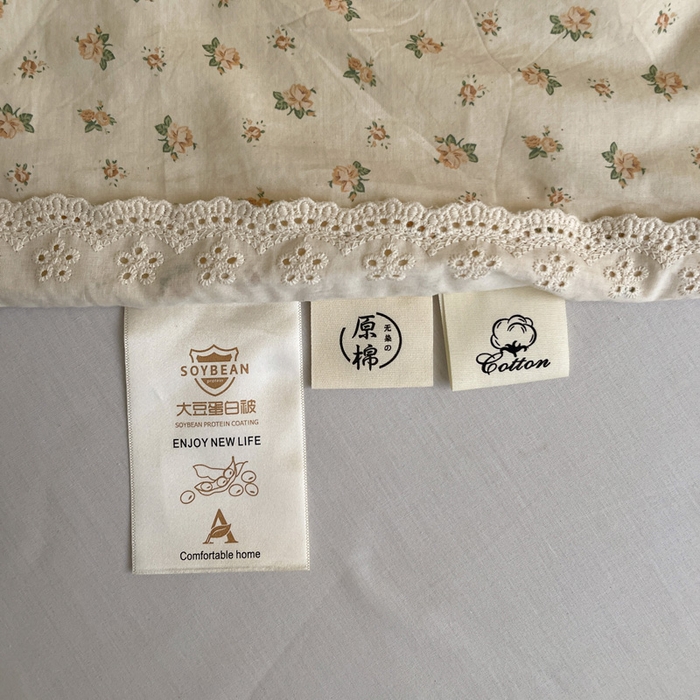 SOYBEAN
大豆蛋白被
SOYBEAN PROTEIN COATING
ENJOY NEW LIFE
A
Comfortable home
原棉
无染の
Cotton